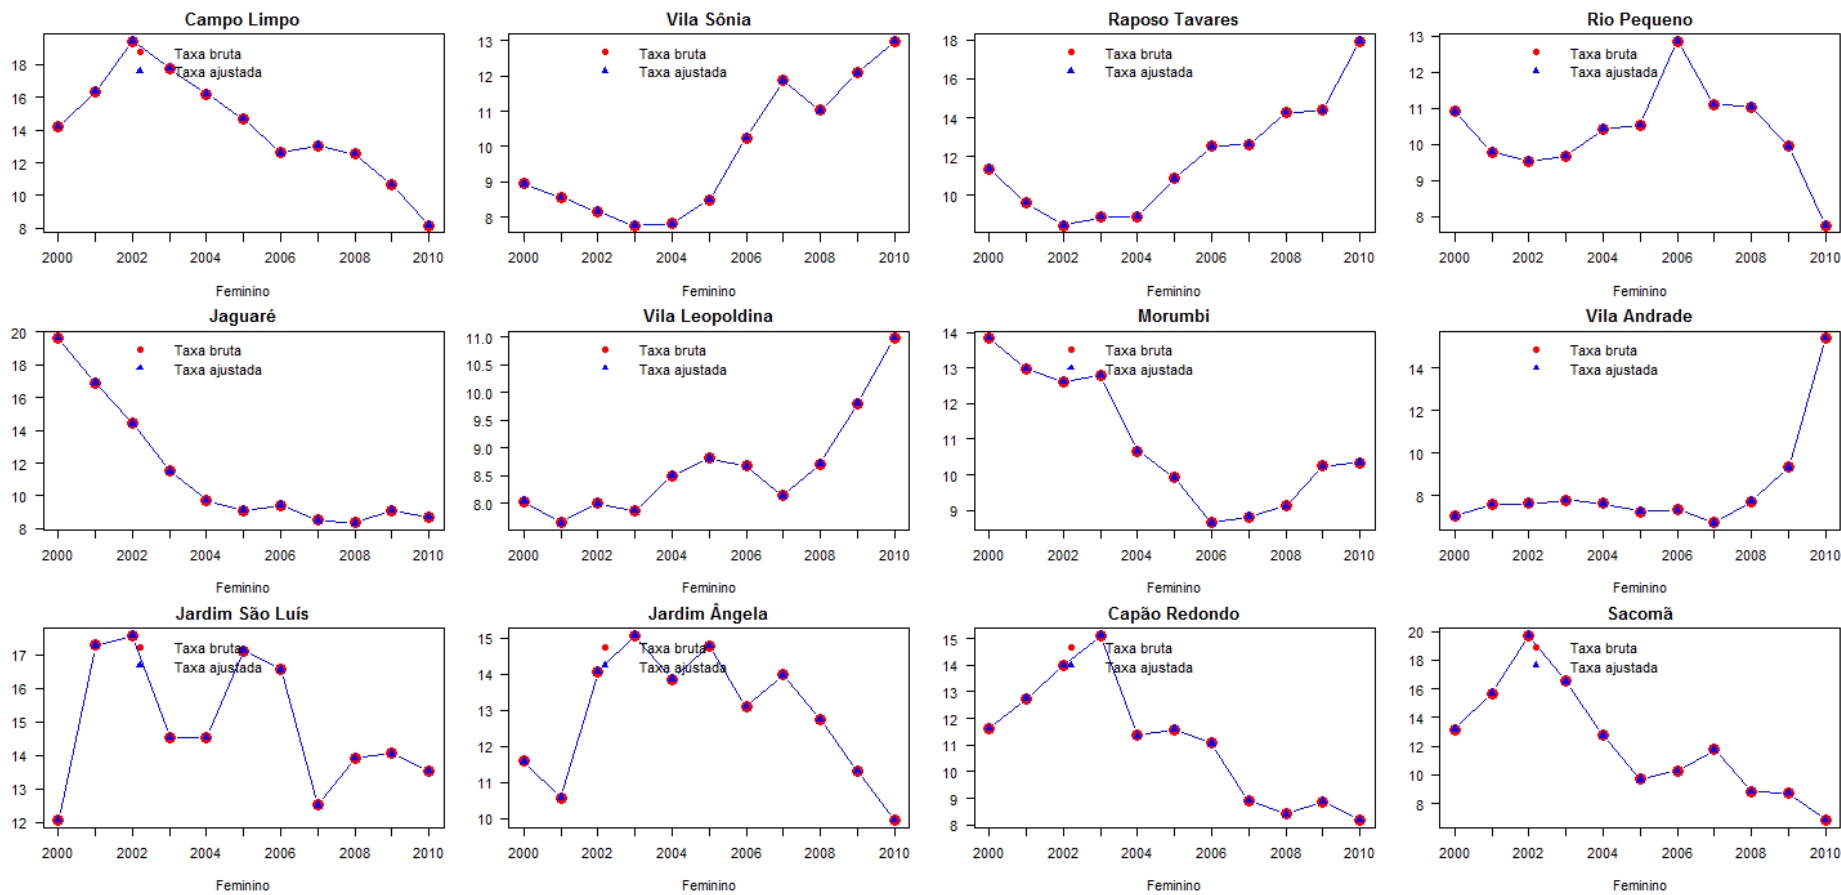 Campo Limpo
Taxa bruta
Taxa ajustada
18
16
14
12
10
8
2000 2002 2004 2006 2008 2010
Feminino
Vila Sônia
Taxa bruta
Taxa ajustada
13
12
11
10
9
8
2000 2002 2004 2006 2008 2010
Feminino
Raposo Tavares
Taxa bruta
Taxa ajustada
18
16
14
12
10
2000 2002 2004 2006 2008 2010
Feminino
Rio Pequeno
Taxa bruta
Taxa ajustada
13
12
11
10
9
8
2000 2002 2004 2006 2008 2010
Feminino
Jaguaré
Taxa bruta
Taxa ajustada
20
18
16
14
12
10
8
2000 2002 2004 2006 2008 2010
Feminino
Vila Leopoldina
Taxa bruta
Taxa ajustada
11.0
10.5
10.0
9.5
9.0
8.5
8.0
2000 2002 2004 2006 2008 2010
Feminino
Morumbi
Taxa bruta
Taxa ajustada
14
13
12
11
10
9
2000 2002 2004 2006 2008 2010
Feminino
Vila Andrade
Taxa bruta
Taxa ajustada
14
12
10
8
2000 2002 2004 2006 2008 2010
Feminino
Jardim São Luís
Taxa bruta
Taxa ajustada
17
16
15
14
13
12
2000 2002 2004 2006 2008 2010
Feminino
Jardim Ângela
Taxa bruta
Taxa ajustada
15
14
13
12
11
10
2000 2002 2004 2006 2008 2010
Feminino
Capão Redondo
Taxa bruta
Taxa ajustada
15
14
13
12
11
10
9
8
2000 2002 2004 2006 2008 2010
Feminino
Sacomã
Taxa bruta
Taxa ajustada
20
18
16
14
12
10
8
2000 2002 2004 2006 2008 2010
Feminino